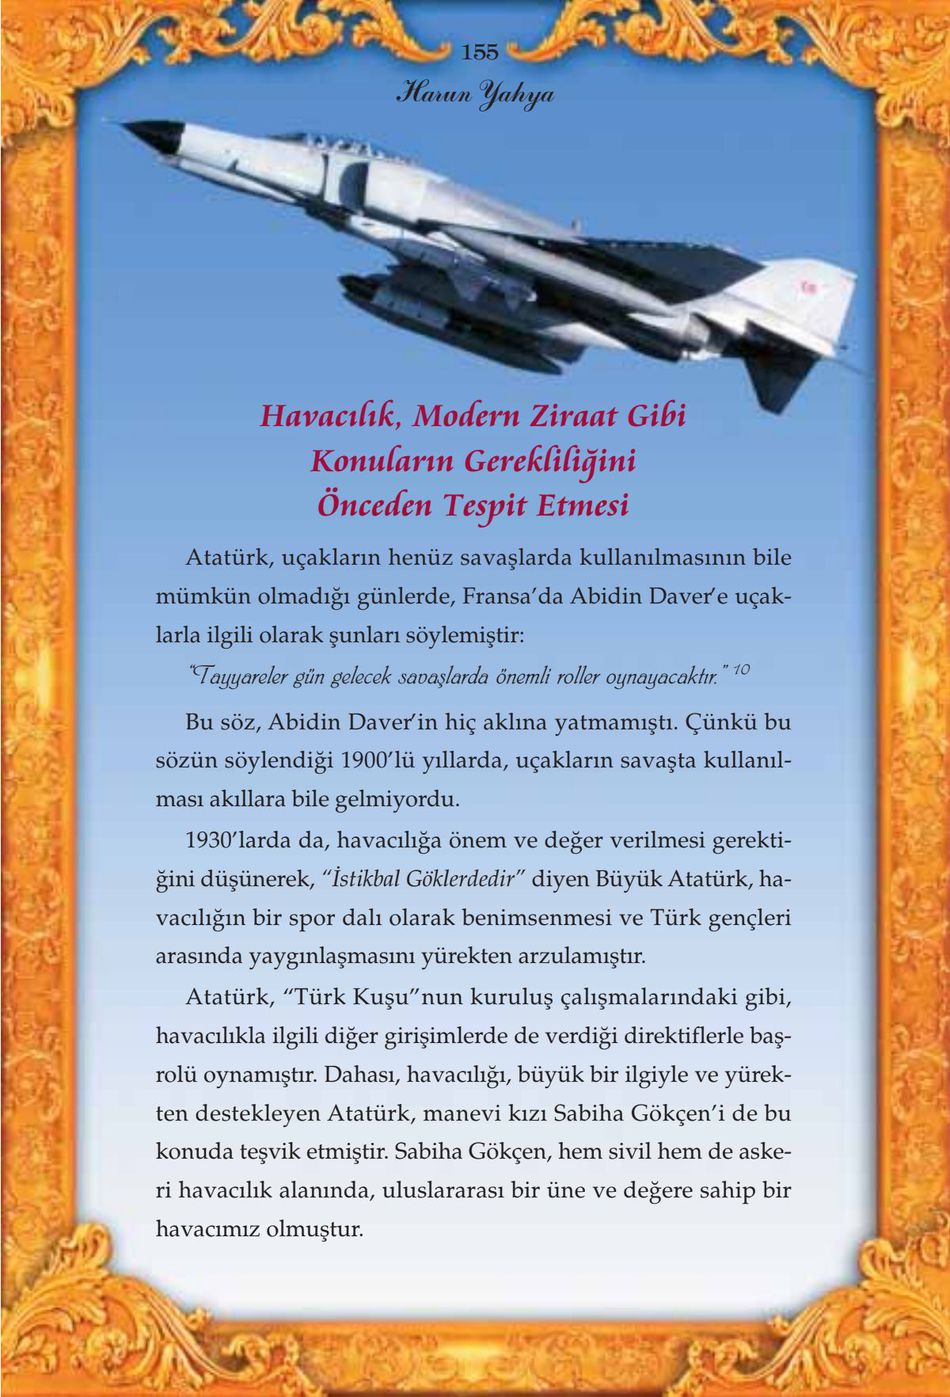 155
Harun Yahya
Havacılık, Modern Ziraat Gibi
Konuların Gerekliliğini
Önceden Tespit Etmesi
Atatürk, uçakların henüz savaşlarda kullanılmasının bile
mümkün olmadığı günlerde, Fransa'da Abidin Daver'e uçak-
larla ilgili olarak şunları söylemiştir:
"Tayyareler gün gelecek savaşlarda önemli roller oynayacaktır." 10
Bu söz, Abidin Daver'in hiç aklına yatmamıştı. Çünkü bu
sözün söylendiği 1900'lü yıllarda, uçakların savaşta kullanıl-
ması akıllara bile gelmiyordu.
1930'larda da, havacılığa önem ve değer verilmesi gerekti-
ğini düşünerek, "İstikbal Göklerdedir" diyen Büyük Atatürk, ha-
vacılığın bir spor dalı olarak benimsenmesi ve Türk gençleri
arasında yaygınlaşmasını yürekten arzulamıştır.
Atatürk, "Türk Kuşu"nun kuruluş çalışmalarındaki gibi,
havacılıkla ilgili diğer girişimlerde de verdiği direktiflerle baş-
rolü oynamıştır. Dahası, havacılığı, büyük bir ilgiyle ve yürek-
ten destekleyen Atatürk, manevi kızı Sabiha Gökçen'i de bu
konuda teşvik etmiştir. Sabiha Gökçen, hem sivil hem de aske-
ri havacılık alanında, uluslararası bir üne ve değere sahip bir
havacımız olmuştur.